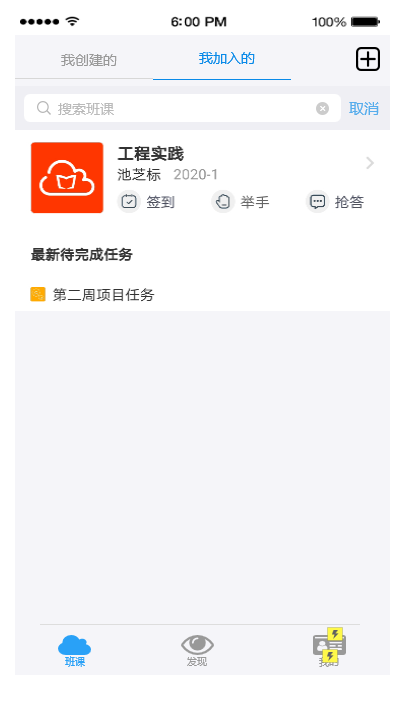 6:00 PM
100%
我创建的
我加入的
搜索班课
取消
工程实践
池芝标 2020-1
签到
举手
抢答
最新待完成任务
第二周项目任务
班课
发现
我的